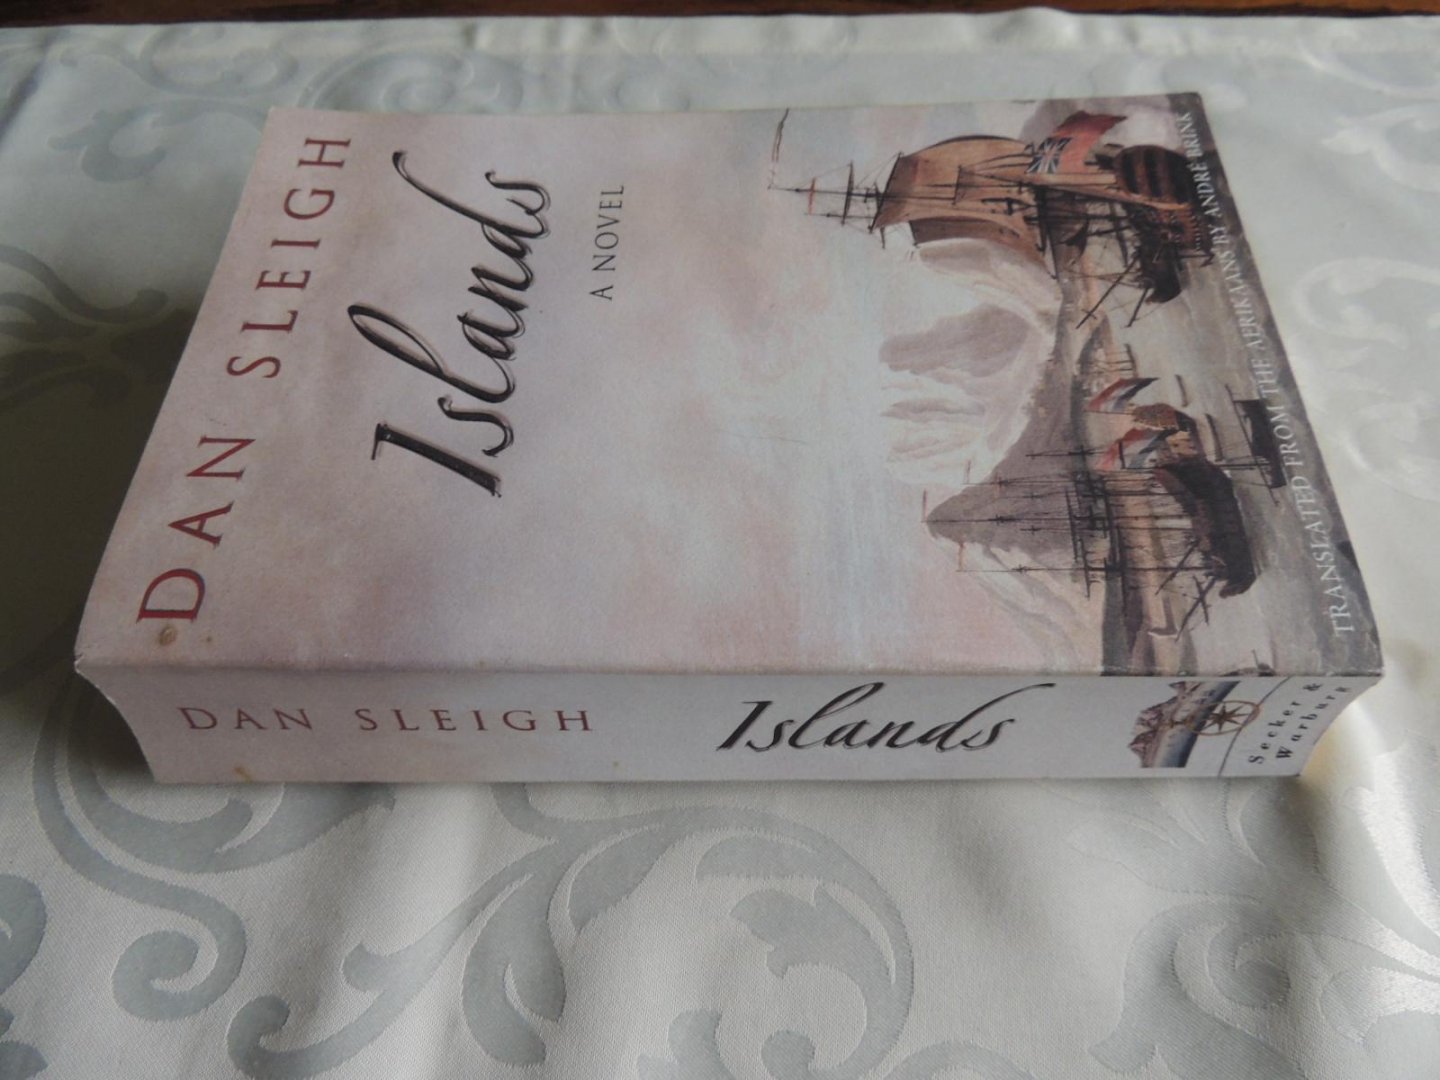 DAN SLEIGH
Islands
A NOVEL
TRANSLATED FROM THE AFRIKAANS BY ANDRÉ BRINK
DAN SLEIGH
Islands
Secker &
Warburg